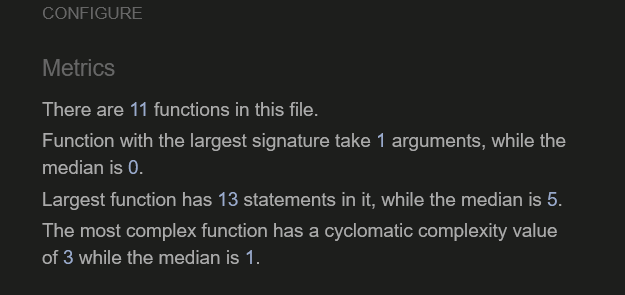 CONFIGURE
Metrics
There are 11 functions in this file.
Function with the largest signature take 1 arguments, while the
median is 0.
Largest function has 13 statements in it, while the median is 5.
The most complex function has a cyclomatic complexity value
of 3 while the median is 1.